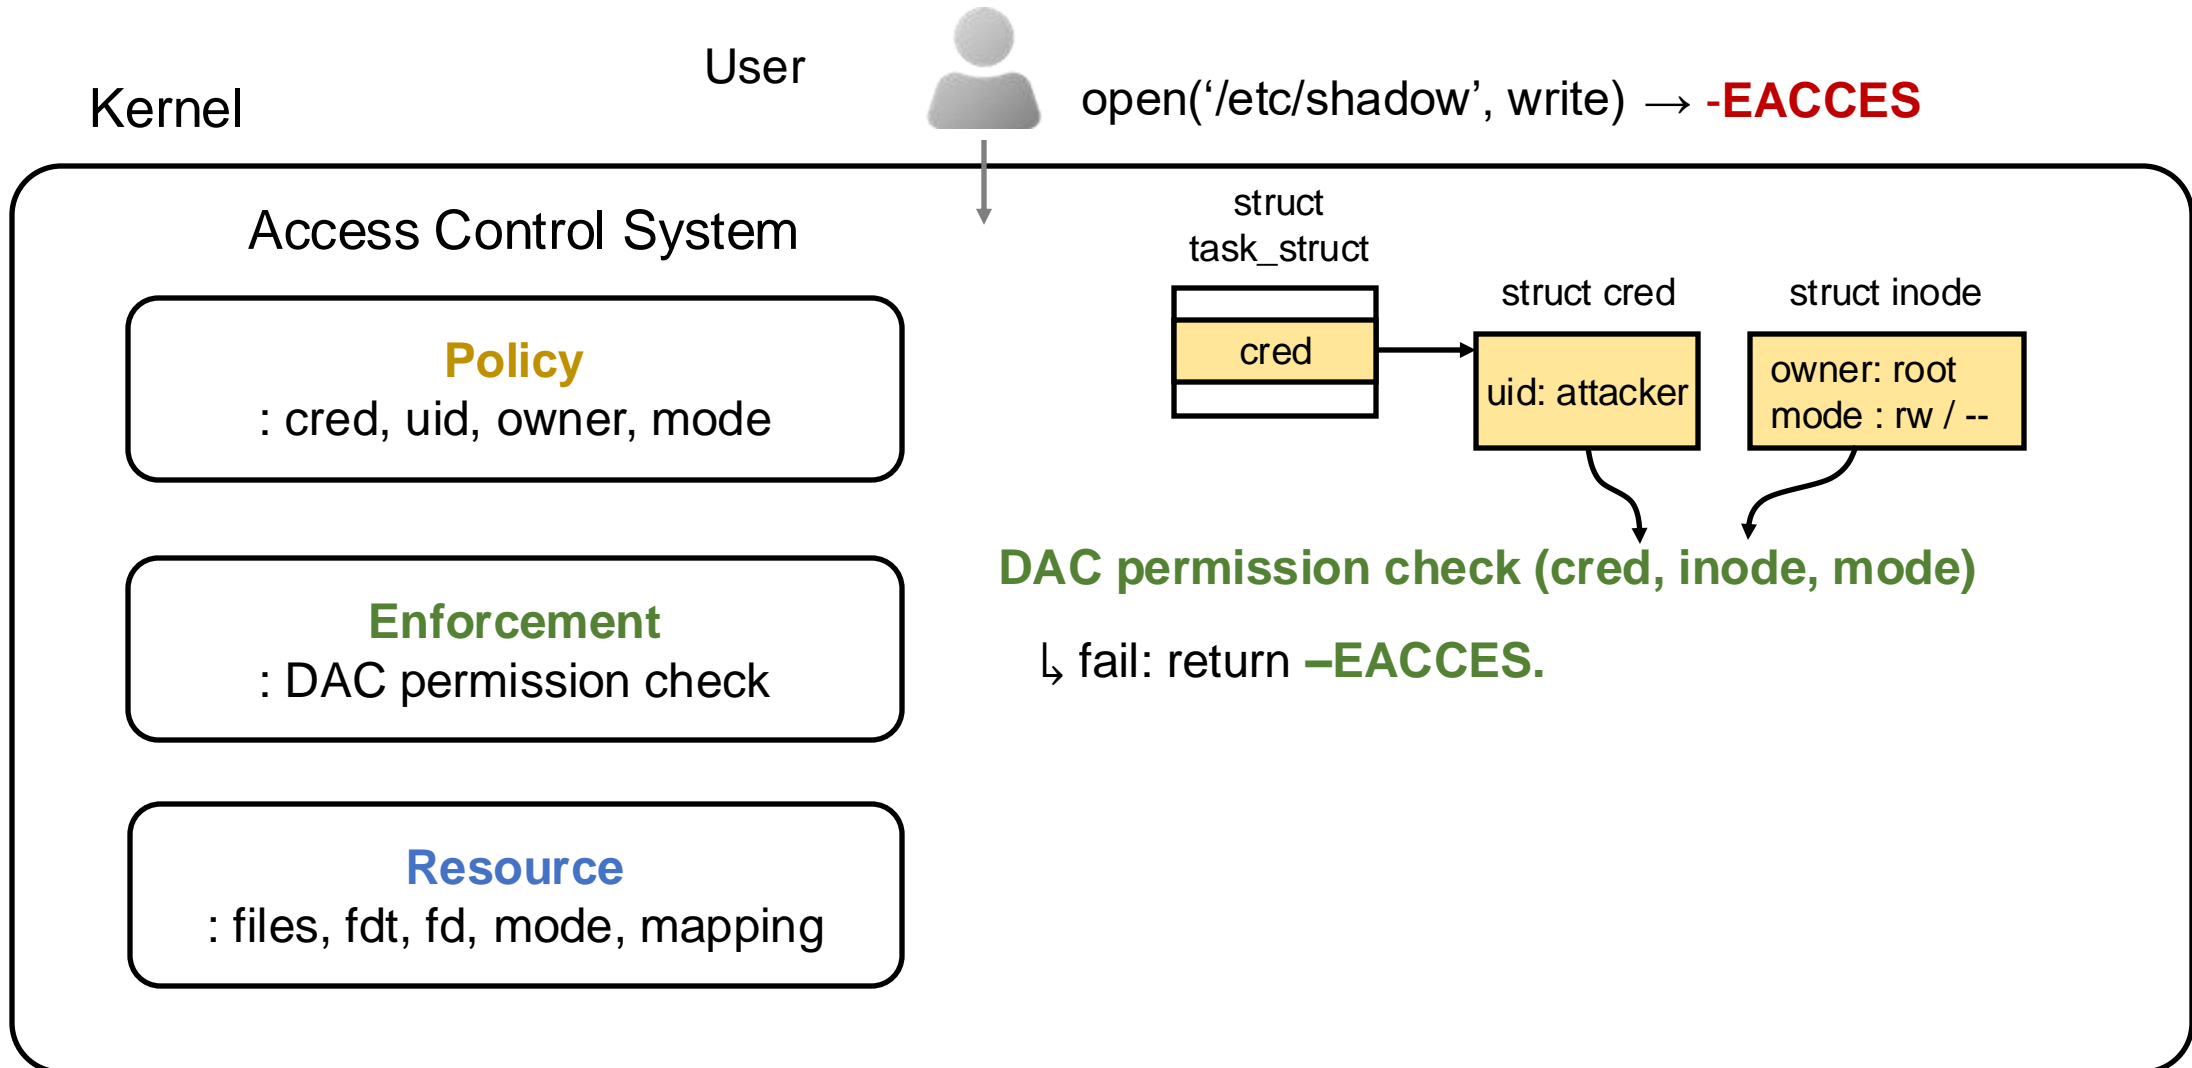 User
Kernel
open(‘/etc/shadow’, write) → -EACCES
Access Control System
Policy
: cred, uid, owner, mode
Enforcement
: DAC permission check
Resource
: files, fdt, fd, mode, mapping
struct
task_struct
cred
struct cred
uid: attacker
struct inode
owner: root
mode : rw / --
DAC permission check (cred, inode, mode)
↳ fail: return –EACCES.